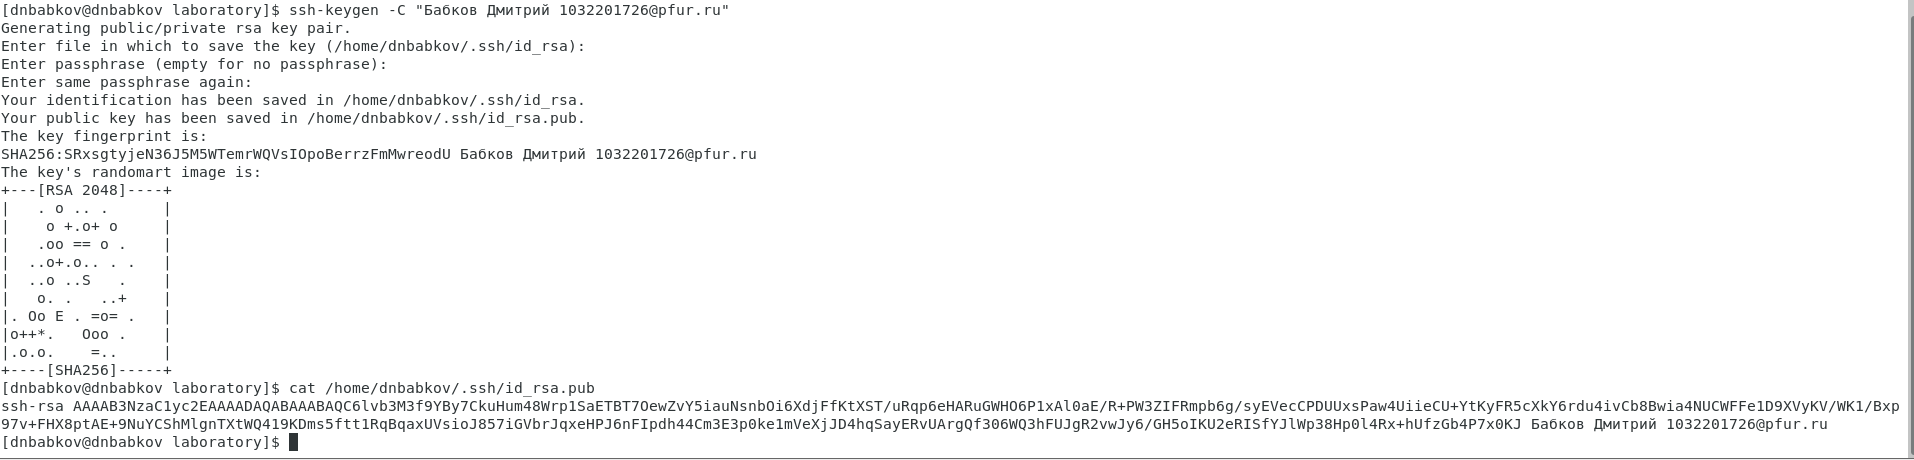 [dnbabkov@dnbabkov laboratory]$ ssh-keygen -C "Бабков Дмитрий 1032201726@pfur.ru"
Generating public/private rsa key pair.
Enter file in which to save the key (/home/dnbabkov/.ssh/id_rsa):
Enter passphrase (empty for no passphrase):
Enter same passphrase again:
Your identification has been saved in /home/dnbabkov/.ssh/id_rsa.
Your public key has been saved in /home/dnbabkov/.ssh/id_rsa.pub.
The key fingerprint is:
SHA256:SRxsgtyjeN36J5M5WTemrWQVsIOpoBerrzFmMwreodU Бабков Дмитрий 1032201726@pfur.ru
The key's randomart image is:
+---[RSA 2048]----+
|   . o .. .      |
|    o +.o+ o     |
|   .oo == o .    |
|  ..o+.o.. . .   |
|  ..o ..S   .    |
|   o. .   ..+    |
|. Oo E . =o= .   |
|o++*.   Ooo .    |
|.o.o.    =..     |
+----[SHA256]-----+
[dnbabkov@dnbabkov laboratory]$ cat /home/dnbabkov/.ssh/id_rsa.pub
ssh-rsa AAAAB3NzaC1yc2EAAAADAQABAAABAQC6lvb3M3f9YBy7CkuHum48Wrp1SaETBT7OewZvY5iauNsnbOi6XdjFfKtXST/uRqp6eHARuGWHO6P1xAl0aE/R+PW3ZIFRmpb6g/syEVecCPDUUxsPaw4UiieCU+YtKyFR5cXkY6rdu4ivCb8Bwia4NUCWFFe1D9XVyKV/WK1/Bxp
97v+FHX8ptAE+9NuYCShMlgnTXtWQ419KDms5ftt1RqBqaxUVsioJ857iGVbrJqxeHPJ6nFIpdh44Cm3E3p0ke1mVeXjJD4hqSayERvUArgQf306WQ3hFUJgR2vwJy6/GH5oIKU2eRISfYJlWp38Hp0l4Rx+hUfzGb4P7x0KJ Бабков Дмитрий 1032201726@pfur.ru
[dnbabkov@dnbabkov laboratory]$